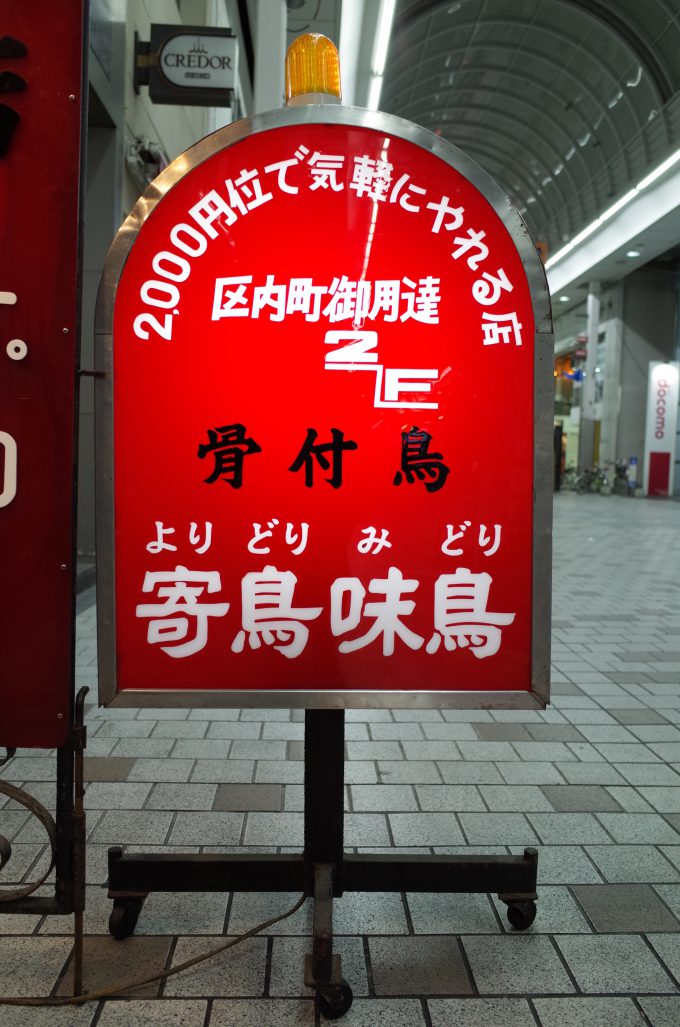 CREDOR
SEIKO
2,000円位で気軽にやれる店
区内町御用達
2F
骨付鳥
より どり み どり
寄鳥味鳥
docomo